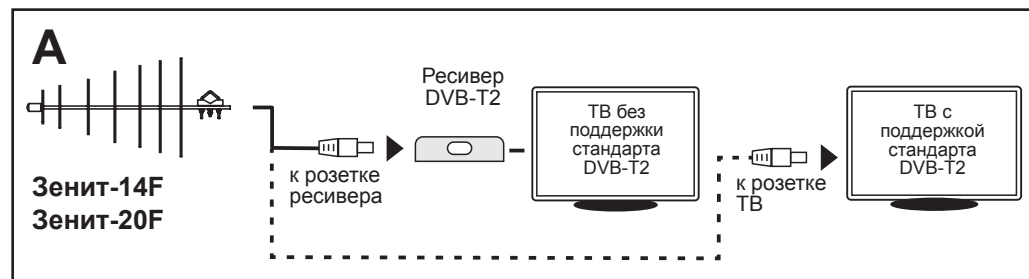 А
Зенит-14F
Зенит-20F
Ресивер
DVB-T2
к розетке
ресивера
ТВ без
поддержки
стандарта
DVB-T2
к розетке
ТВ
ТВ с
поддержкой
стандарта
DVB-T2